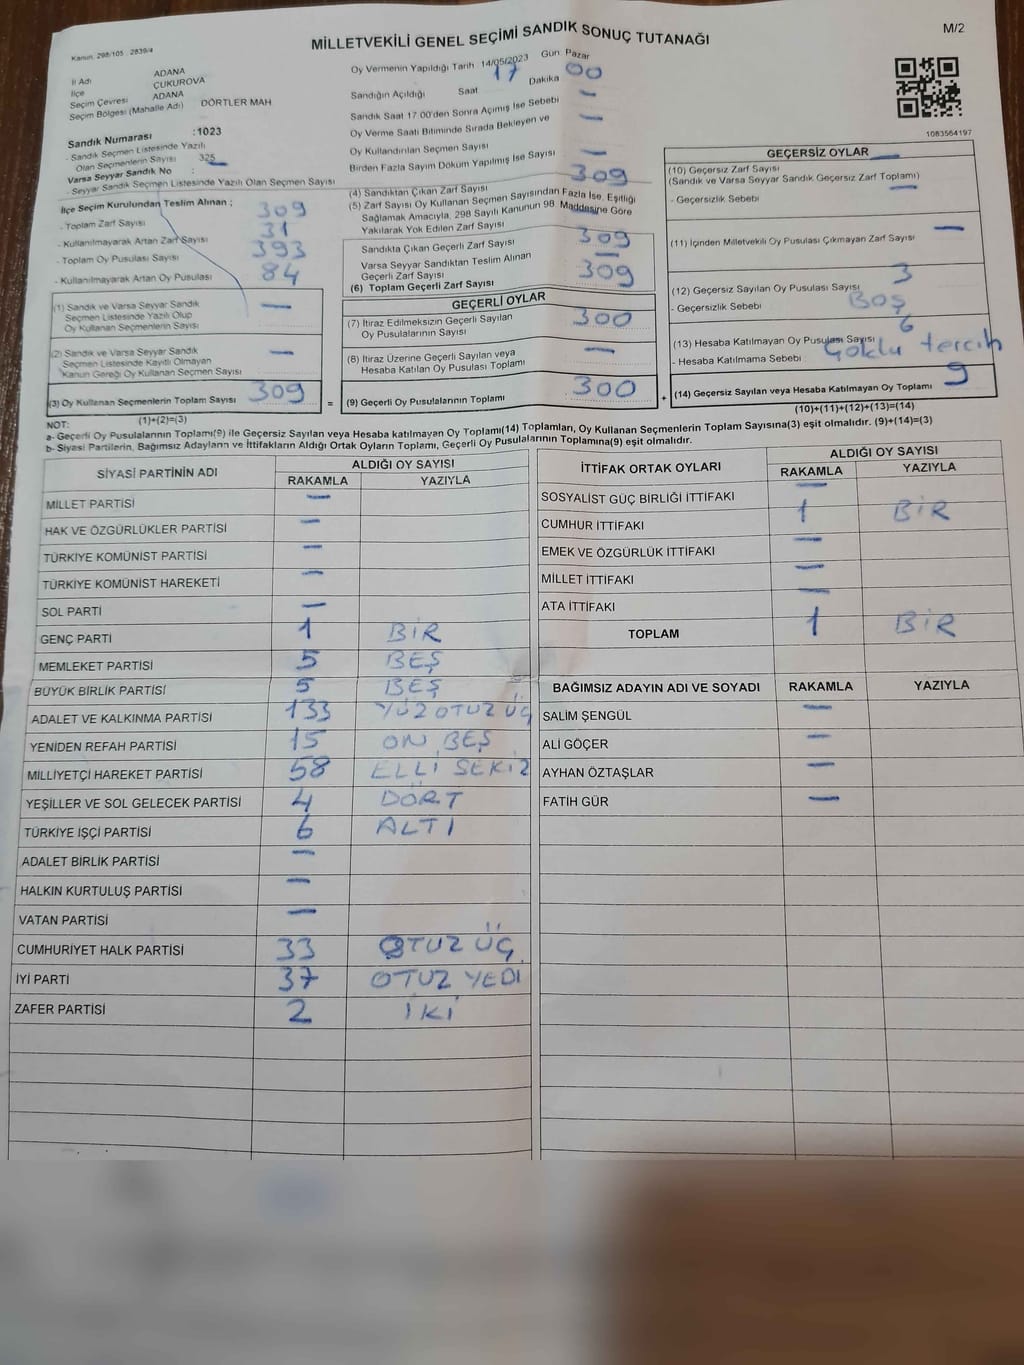 Kanun. 298/105 2839/4
MİLLETVEKİLİ GENEL SEÇİMİ SANDIK SONUÇ TUTANAĞI
M/2
İl Adı ADANA
İlçe ÇUKUROVA
Seçim Çevresi ADANA
Seçim Bölgesi (Mahalle Adı) DÖRTLER MAH
Sandık Numarası :1023
- Sandık Seçmen Listesinde Yazılı
Olan Seçmenlerin Sayısı 325
Varsa Seyyar Sandık No :
- Seyyar Sandık Seçmen Listesinde Yazılı Olan Seçmen Sayısı
İlçe Seçim Kurulundan Teslim Alınan ;
- Toplam Zarf Sayısı 309
- Kullanılmayarak Artan Zarf Sayısı 31
- Toplam Oy Pusulası Sayısı 393
- Kullanılmayarak Artan Oy Pusulası 84
(1) Sandık ve Varsa Seyyar Sandık
Seçmen Listesinde Yazılı Olup
Oy Kullanan Seçmenlerin Sayısı —
(2) Sandık ve Varsa Seyyar Sandık
Seçmen Listesinde Kayıtlı Olmayan
Kanun Gereği Oy Kullanan Seçmen Sayısı —
(3) Oy Kullanan Seçmenlerin Toplam Sayısı 309 =
(1)+(2)=(3)
Oy Vermenin Yapıldığı Tarih 14/05/2023 Gün Pazar
Sandığın Açıldığı Saat 17 Dakika 00
Sandık Saat 17.00'den Sonra Açımış İse Sebebi —
Oy Verme Saati Bitiminde Sırada Bekleyen ve
Oy Kullandırılan Seçmen Sayısı —
Birden Fazla Sayım Döküm Yapılmış İse Sayısı —
(4) Sandıktan Çıkan Zarf Sayısı 309
(5) Zarf Sayısı Oy Kullanan Seçmen Sayısından Fazla İse, Eşitliği
Sağlamak Amacıyla, 298 Sayılı Kanunun 98. Maddesine Göre
Yakılarak Yok Edilen Zarf Sayısı —
Sandıkta Çıkan Geçerli Zarf Sayısı 309
Varsa Seyyar Sandıktan Teslim Alınan
Geçerli Zarf Sayısı —
(6) Toplam Geçerli Zarf Sayısı 309
GEÇERLİ OYLAR
(7) İtiraz Edilmeksizin Geçerli Sayılan
Oy Pusulalarının Sayısı 300
(8) İtiraz Üzerine Geçerli Sayılan veya
Hesaba Katılan Oy Pusulası Toplamı —
(9) Geçerli Oy Pusulalarının Toplamı 300 +
1083564197
GEÇERSİZ OYLAR
(10) Geçersiz Zarf Sayısı —
(Sandık ve Varsa Seyyar Sandık Geçersiz Zarf Toplamı)
- Geçersizlik Sebebi —
(11) İçinden Milletvekili Oy Pusulası Çıkmayan Zarf Sayısı —
(12) Geçersiz Sayılan Oy Pusulası Sayısı 3
- Geçersizlik Sebebi BOŞ
(13) Hesaba Katılmayan Oy Pusulası Sayısı 6
- Hesaba Katılmama Sebebi Çoklu tercih
(14) Geçersiz Sayılan veya Hesaba Katılmayan Oy Toplamı 9
(10)+(11)+(12)+(13)=(14)
NOT:
a- Geçerli Oy Pusulalarının Toplamı(9) ile Geçersiz Sayılan veya Hesaba katılmayan Oy Toplamı(14) Toplamları, Oy Kullanan Seçmenlerin Toplam Sayısına(3) eşit olmalıdır. (9)+(14)=(3)
b- Siyasi Partilerin, Bağımsız Adayların ve İttifakların Aldığı Ortak Oyların Toplamı, Geçerli Oy Pusulalarının Toplamına(9) eşit olmalıdır.
SİYASİ PARTİNİN ADI ALDIĞI OY SAYISI
RAKAMLA YAZIYLA
MİLLET PARTİSİ —
HAK VE ÖZGÜRLÜKLER PARTİSİ —
TÜRKİYE KOMÜNİST PARTİSİ —
TÜRKİYE KOMÜNİST HAREKETİ —
SOL PARTİ —
GENÇ PARTİ 1 BİR
MEMLEKET PARTİSİ 5 BEŞ
BÜYÜK BİRLİK PARTİSİ 5 BEŞ
ADALET VE KALKINMA PARTİSİ 133 YÜZ OTUZ ÜÇ
YENİDEN REFAH PARTİSİ 15 ON BEŞ
MİLLİYETÇİ HAREKET PARTİSİ 58 ELLİ SEKİZ
YEŞİLLER VE SOL GELECEK PARTİSİ 4 DÖRT
TÜRKİYE İŞÇİ PARTİSİ 6 ALTI
ADALET BİRLİK PARTİSİ —
HALKIN KURTULUŞ PARTİSİ —
VATAN PARTİSİ —
CUMHURİYET HALK PARTİSİ 33 OTUZ ÜÇ
İYİ PARTİ 37 OTUZ YEDİ
ZAFER PARTİSİ 2 İKİ
İTTİFAK ORTAK OYLARI ALDIĞI OY SAYISI
RAKAMLA YAZIYLA
SOSYALİST GÜÇ BİRLİĞİ İTTİFAKI —
CUMHUR İTTİFAKI 1 BİR
EMEK VE ÖZGÜRLÜK İTTİFAKI —
MİLLET İTTİFAKI —
ATA İTTİFAKI —
TOPLAM 1 BİR
BAĞIMSIZ ADAYIN ADI VE SOYADI RAKAMLA YAZIYLA
SALİM ŞENGÜL —
ALİ GÖÇER —
AYHAN ÖZTAŞLAR —
FATİH GÜR —